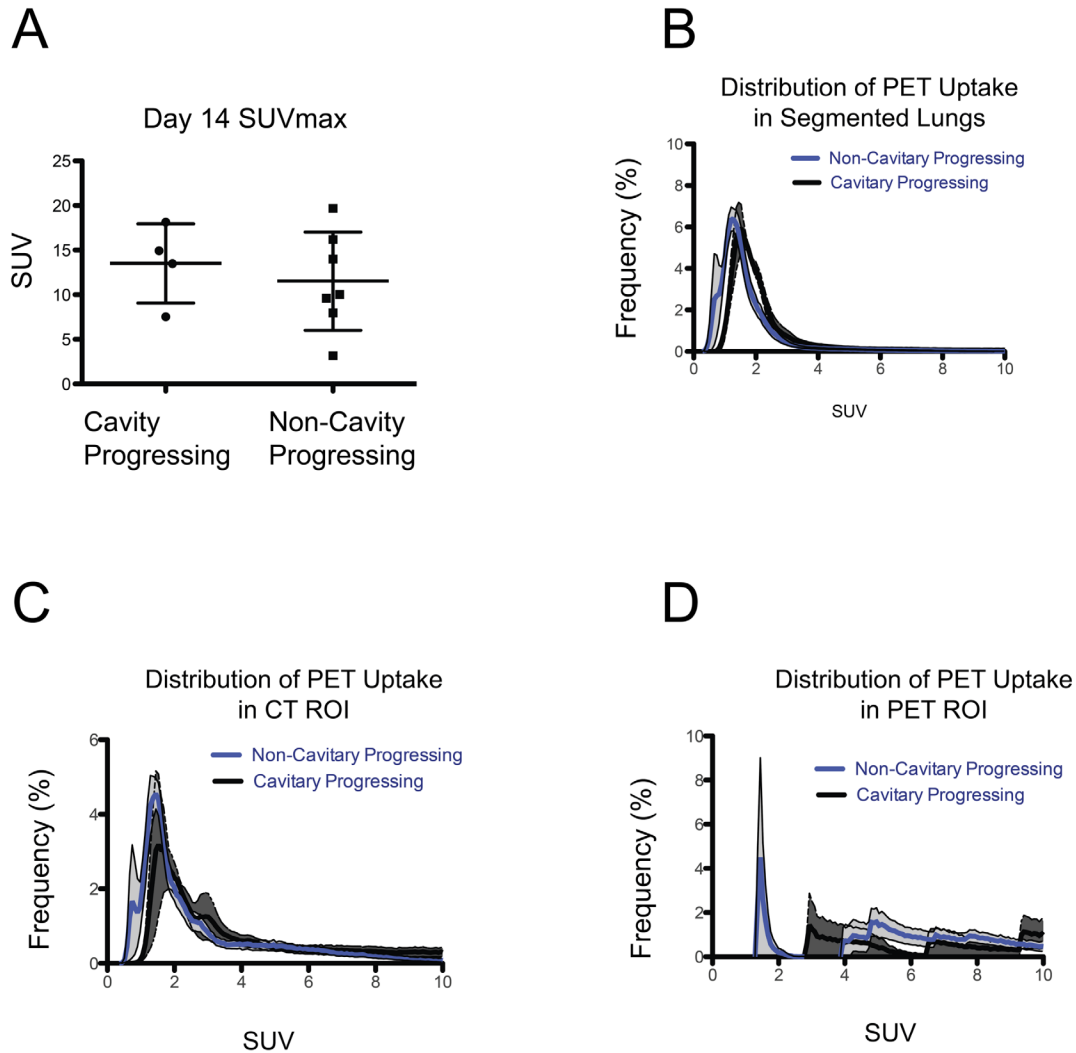 A
Day 14 SUVmax
25
20
15
10
5
0
SUV
Cavity
Progressing
Non-Cavity
Progressing
B
Distribution of PET Uptake
in Segmented Lungs
Non-Cavitary Progressing
Cavitary Progressing
10
8
6
4
2
0
Frequency (%)
0 2 4 6 8 10
SUV
C
Distribution of PET Uptake
in CT ROI
Non-Cavitary Progressing
Cavitary Progressing
6
4
2
0
Frequency (%)
0 2 4 6 8 10
SUV
D
Distribution of PET Uptake
in PET ROI
Non-Cavitary Progressing
Cavitary Progressing
10
8
6
4
2
0
Frequency (%)
0 2 4 6 8 10
SUV